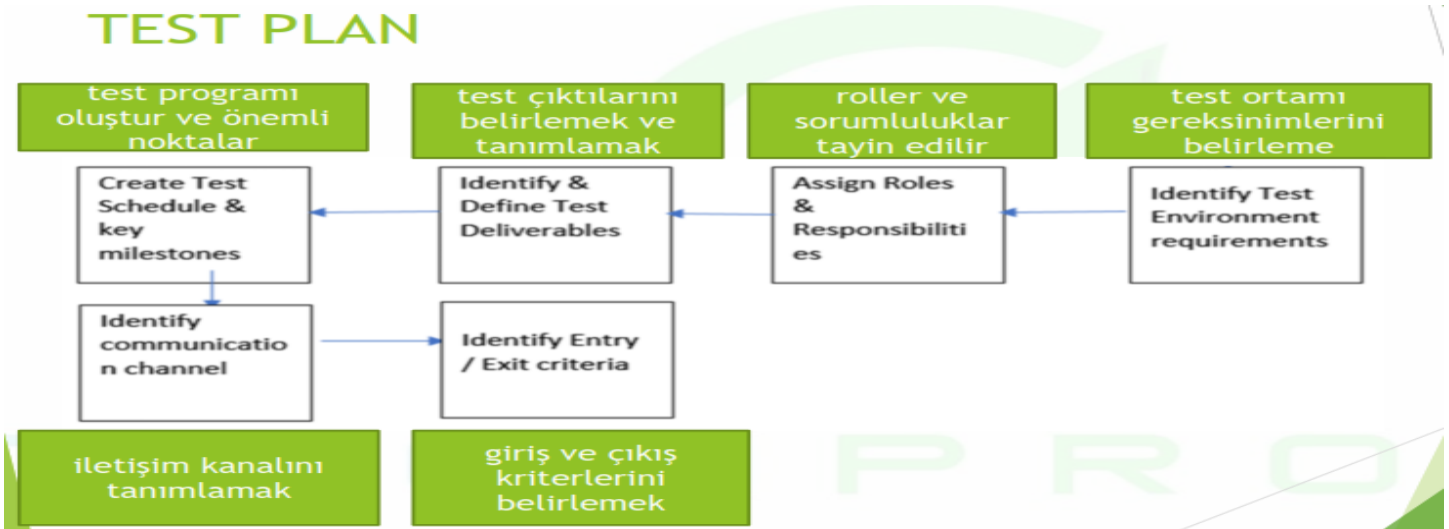 TEST PLAN
test programı
oluştur ve önemli
noktalar
test çıktılarını
belirlemek ve
tanımlamak
roller ve
sorumluluklar
tayin edilir
test ortamı
gereksinimlerini
belirleme
Create Test
Schedule &
key
milestones
Identify &
Define Test
Deliverables
Assign Roles
&
Responsibiliti
es
Identify Test
Environment
requirements
Identify
communicatio
n channel
Identify Entry
/ Exit criteria
iletişim kanalını
tanımlamak
giriş ve çıkış
kriterlerini
belirlemek
P R O